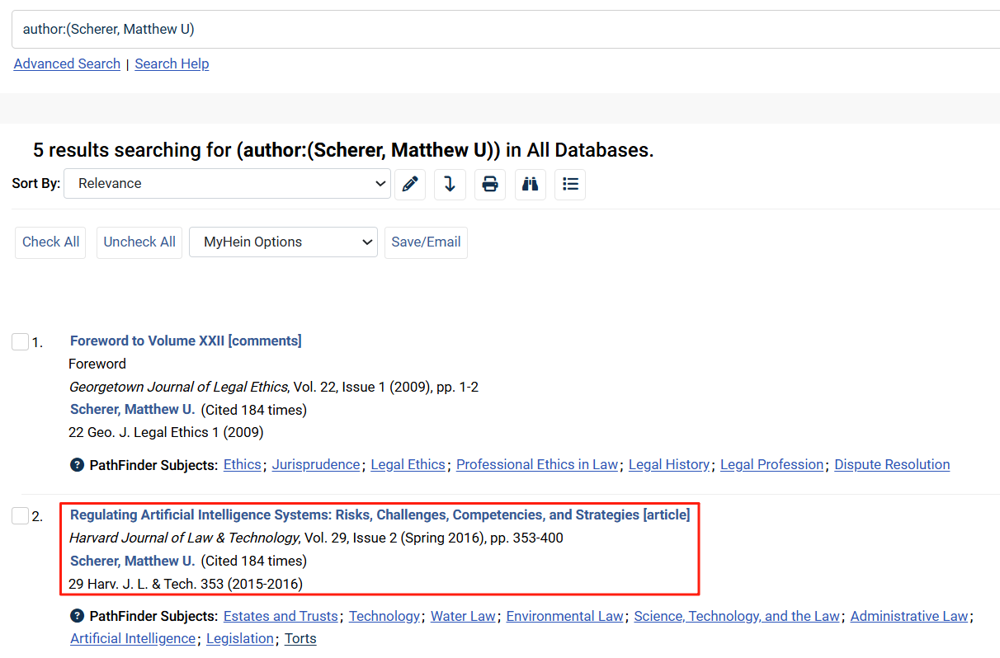 author:(Scherer, Matthew U)
Advanced Search | Search Help
5 results searching for (author:(Scherer, Matthew U)) in All Databases.
Sort By: Relevance
Check All Uncheck All MyHein Options Save/Email
1. Foreword to Volume XXII [comments]
Foreword
Georgetown Journal of Legal Ethics, Vol. 22, Issue 1 (2009), pp. 1-2
Scherer, Matthew U. (Cited 184 times)
22 Geo. J. Legal Ethics 1 (2009)
? PathFinder Subjects: Ethics; Jurisprudence; Legal Ethics; Professional Ethics in Law; Legal History; Legal Profession; Dispute Resolution
2. Regulating Artificial Intelligence Systems: Risks, Challenges, Competencies, and Strategies [article]
Harvard Journal of Law & Technology, Vol. 29, Issue 2 (Spring 2016), pp. 353-400
Scherer, Matthew U. (Cited 184 times)
29 Harv. J. L. & Tech. 353 (2015-2016)
? PathFinder Subjects: Estates and Trusts; Technology; Water Law; Environmental Law; Science, Technology, and the Law; Administrative Law;
Artificial Intelligence; Legislation; Torts